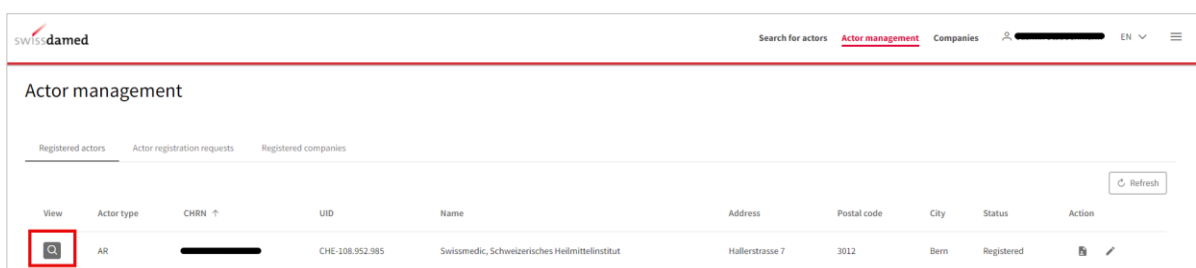 swissdamed
Search for actors Actor management Companies EN
Actor management
Registered actors Actor registration requests Registered companies
Refresh
View Actor type CHRN ↑ UID Name Address Postal code City Status Action
AR CHE-108.952.985 Swissmedic, Schweizerisches Heilmittelinstitut Hallerstrasse 7 3012 Bern Registered